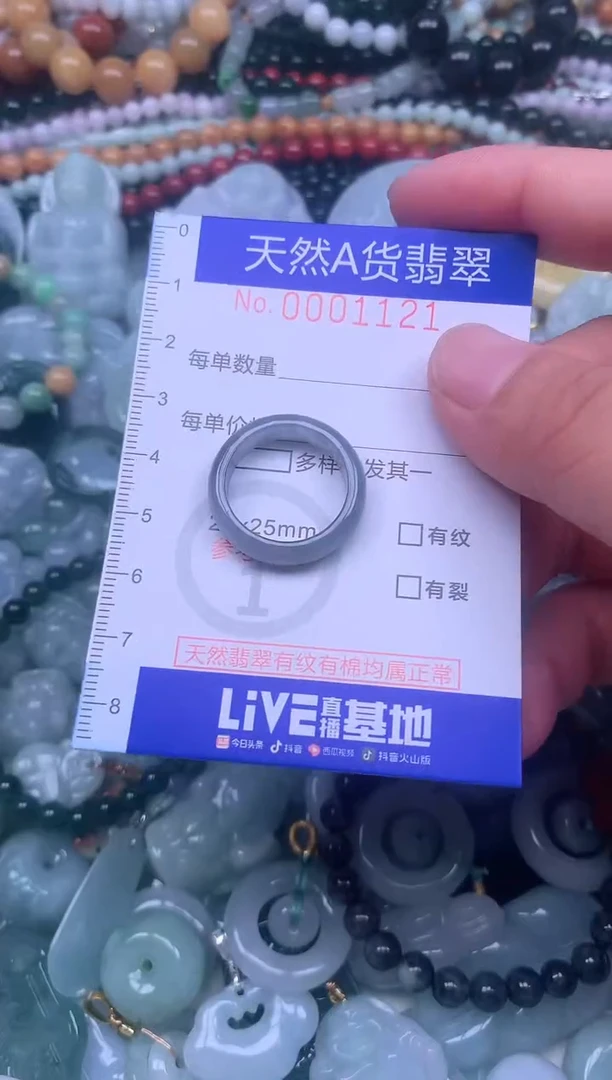 天然A货翡翠
No. 0001121
每单数量
每单价
多样 发其一
25mm
有纹
有裂
天然翡翠有纹有棉均属正常
LiVE直播基地
今日头条 抖音 西瓜视频 抖音火山版
0
1
2
3
4
5
6
7
8
1